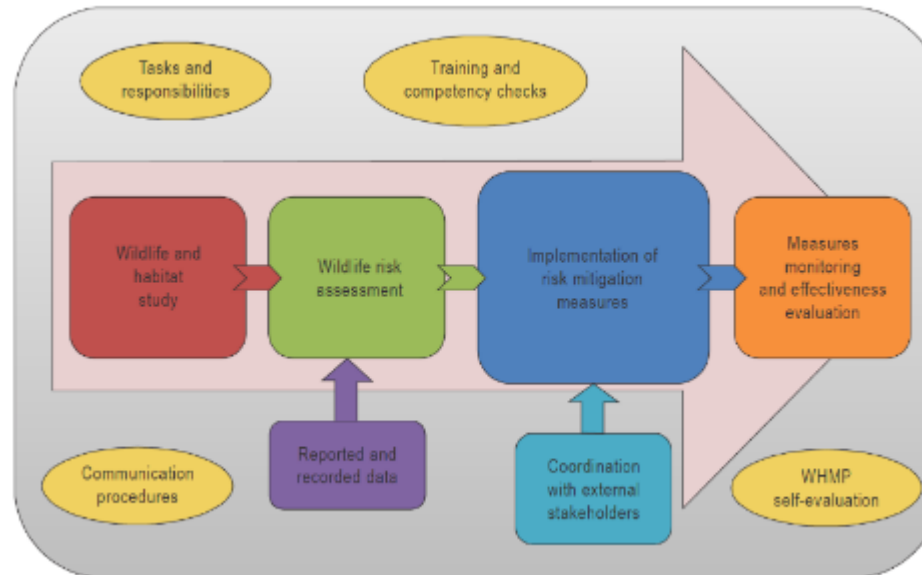 Tasks and
responsibilities
Training and
competency checks
Wildlife and
habitat
study
Wildlife risk
assessment
Implementation of
risk mitigation
measures
Measures
monitoring
and effectiveness
evaluation
Reported and
recorded data
Coordination
with external
stakeholders
Communication
procedures
WHMP
self-evaluation